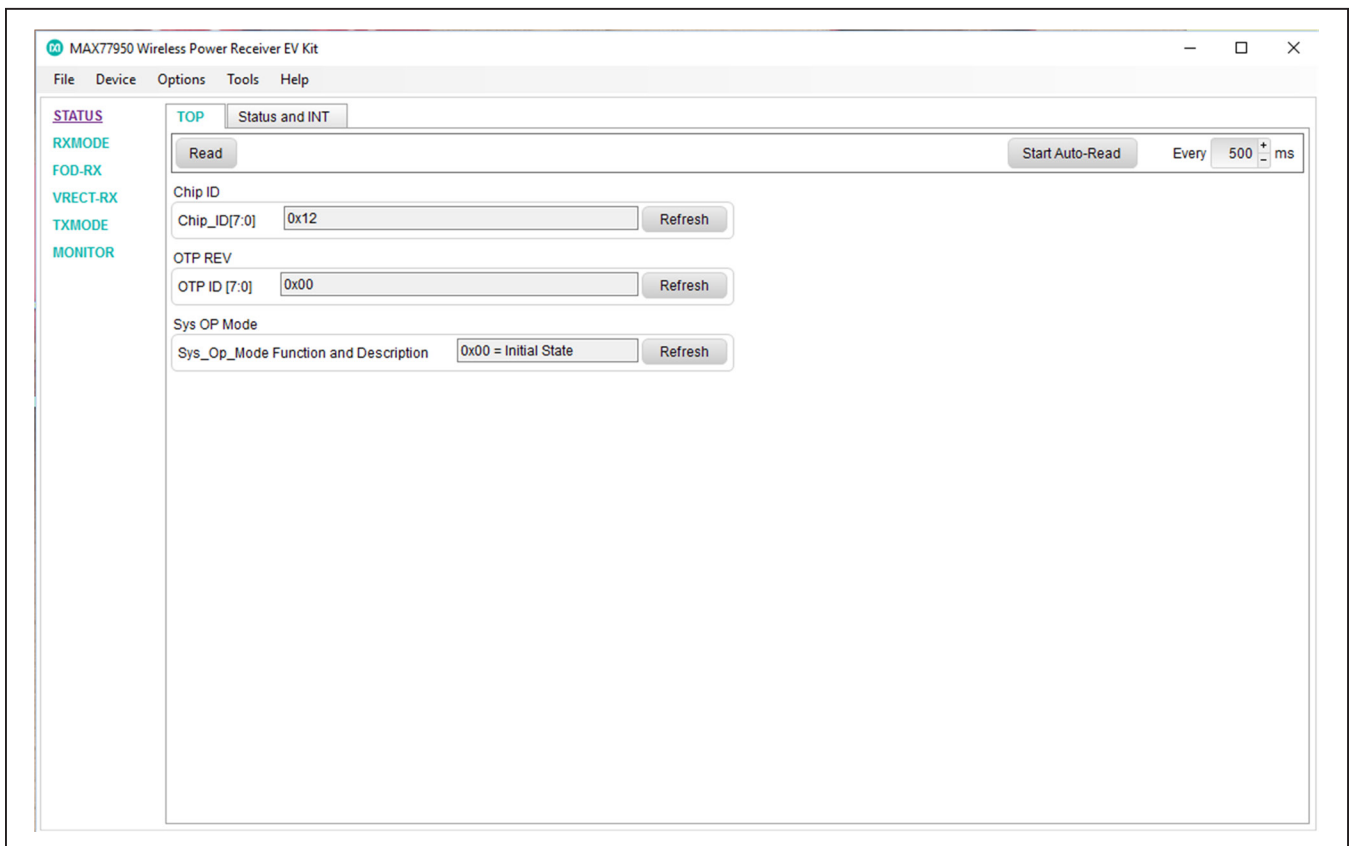 MAX77950 Wireless Power Receiver EV Kit
File Device Options Tools Help
STATUS
RXMODE
FOD-RX
VRECT-RX
TXMODE
MONITOR
TOP Status and INT
Read Start Auto-Read Every 500 + - ms
Chip ID
Chip_ID[7:0] 0x12 Refresh
OTP REV
OTP ID [7:0] 0x00 Refresh
Sys OP Mode
Sys_Op_Mode Function and Description 0x00 = Initial State Refresh